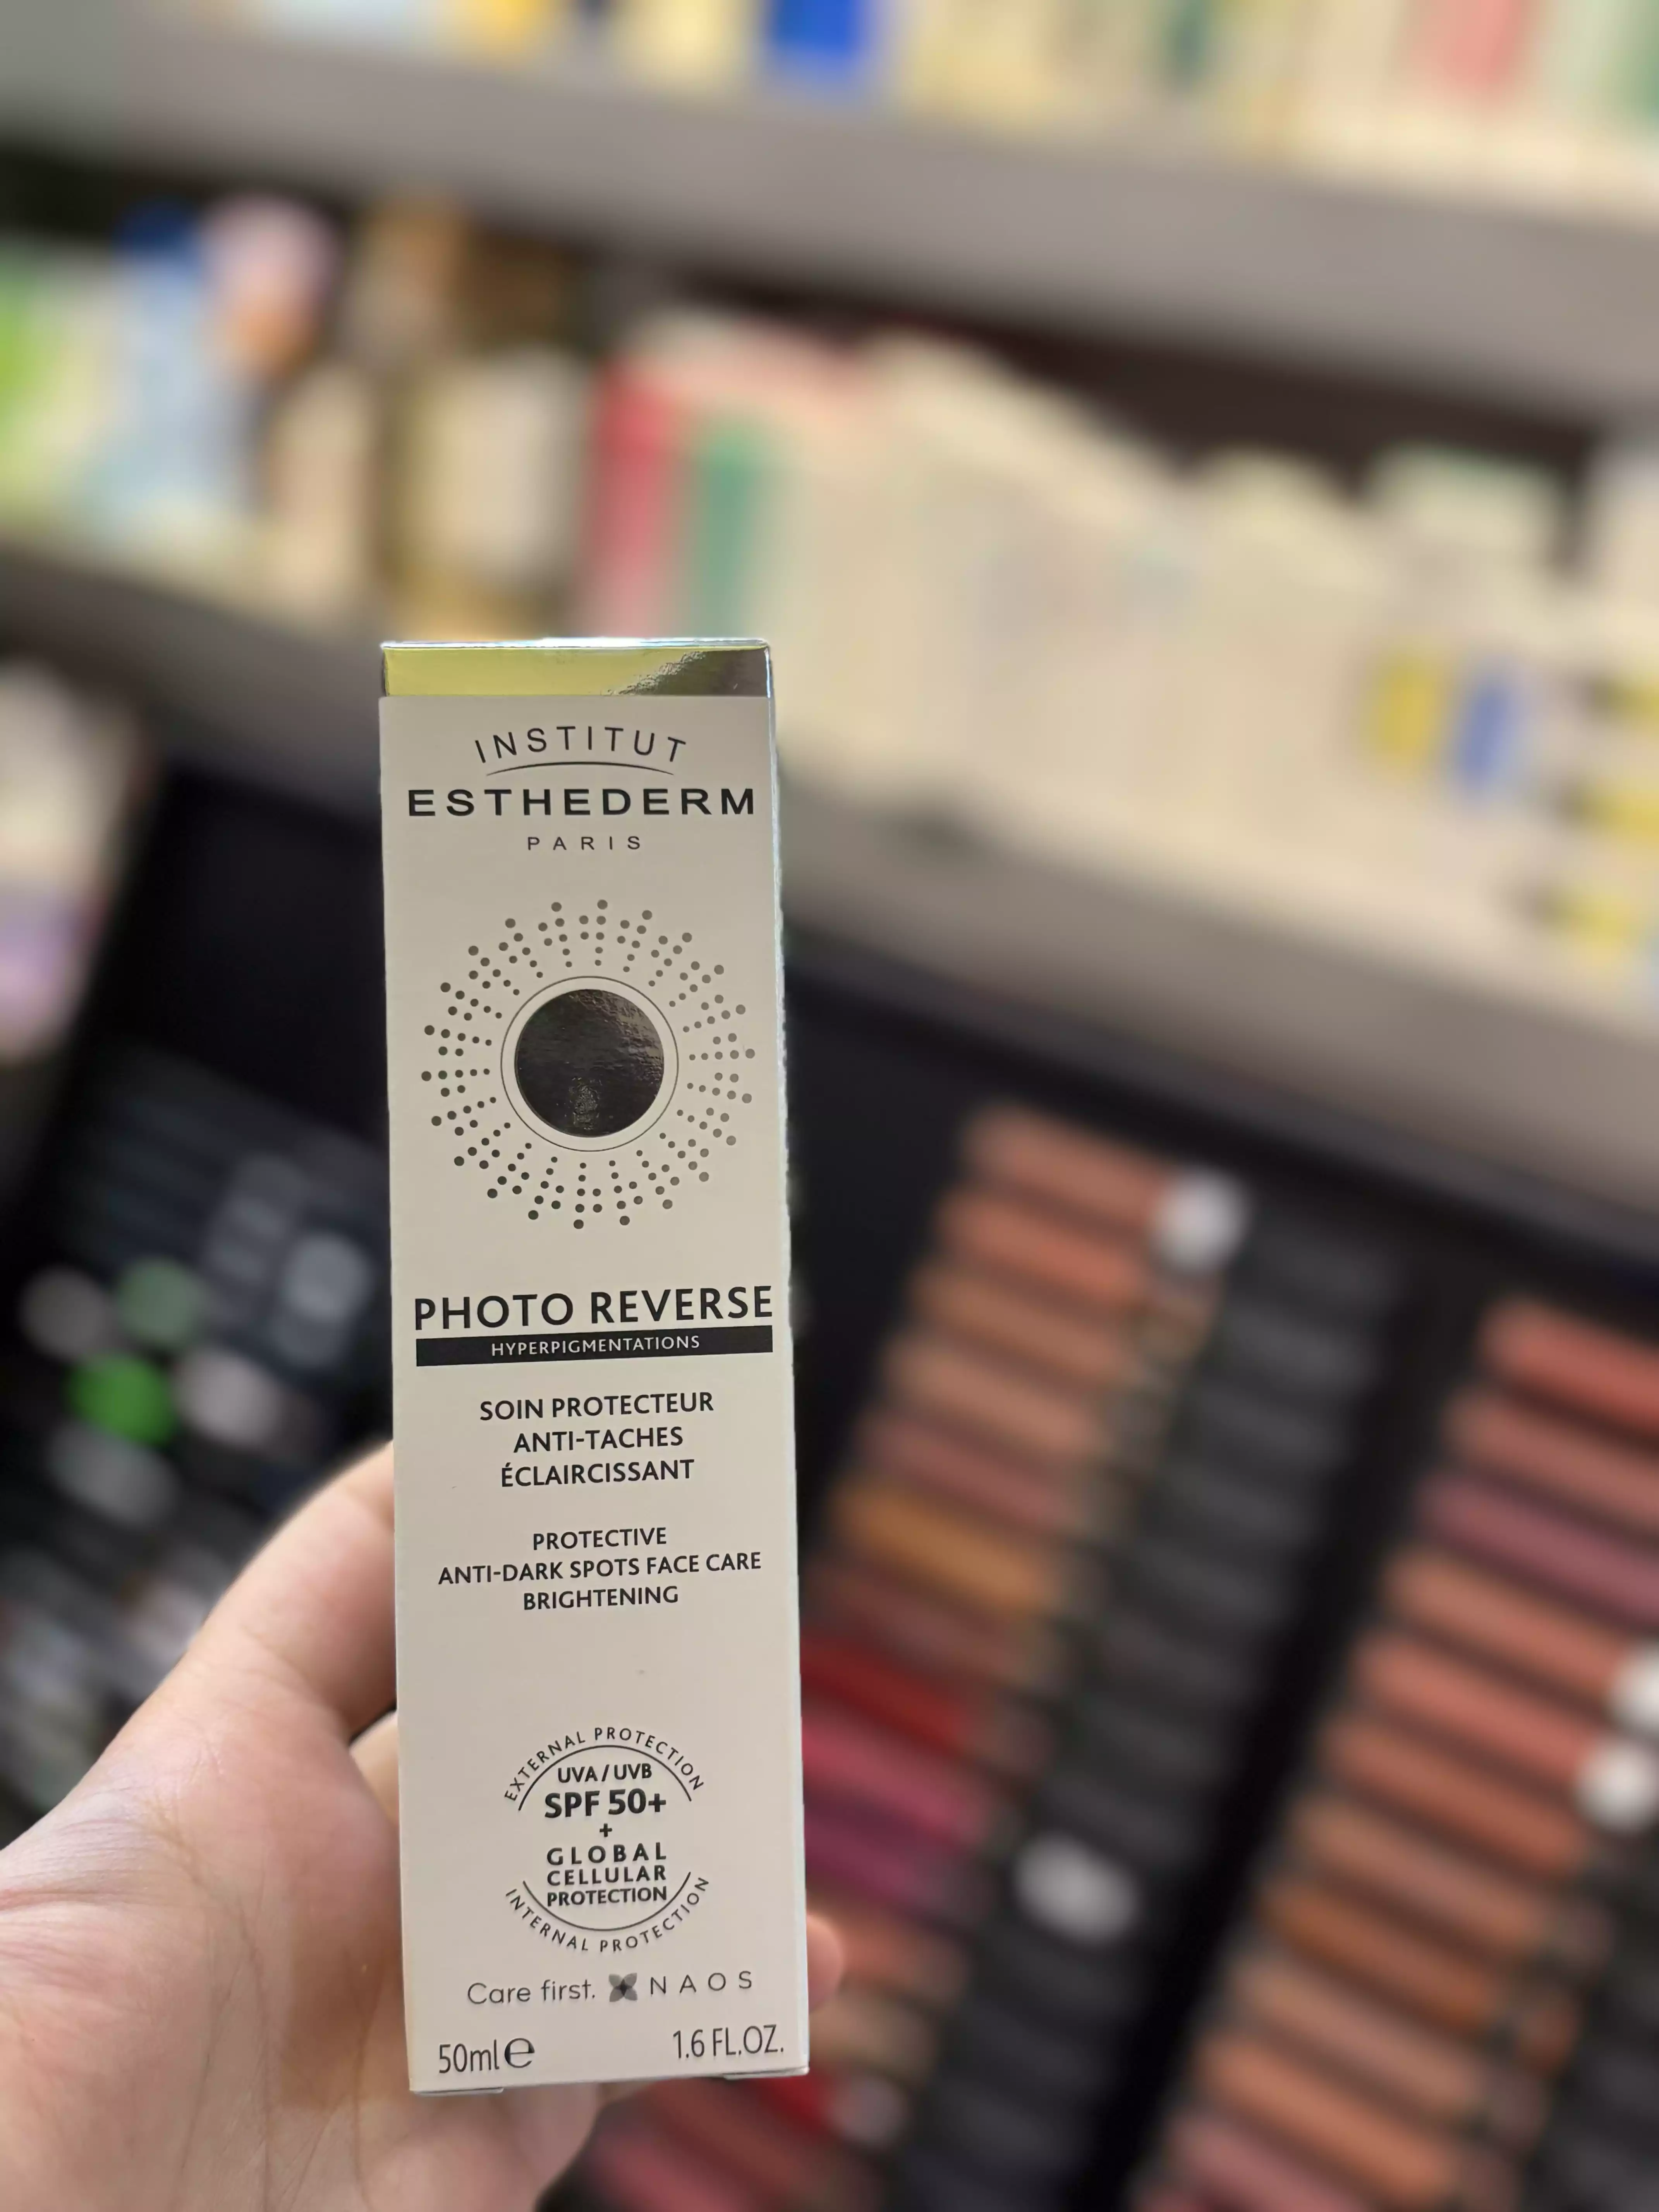 INSTITUT
ESTHEDERM
PARIS
PHOTO REVERSE
HYPERPIGMENTATIONS
SOIN PROTECTEUR
ANTI-TACHES
ÉCLAIRCISSANT
PROTECTIVE
ANTI-DARK SPOTS FACE CARE
BRIGHTENING
EXTERNAL PROTECTION
UVA/UVB
SPF 50+
+
GLOBAL
CELLULAR
PROTECTION
INTERNAL PROTECTION
Care first. NAOS
50ml℮ 1.6 FL.OZ.